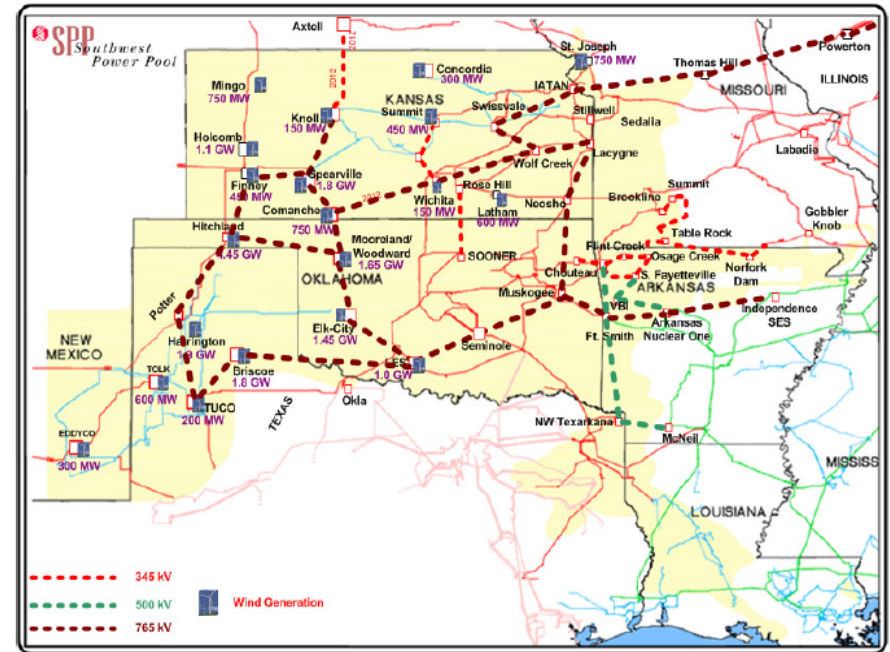 SPP
Southwest
Power Pool
Axtoll
2012
2012
St. Joseph
750 MW
Powerton
Thomas Hill
ILLINOIS
MISSOURI
Concordia
300 MW
Mingo
750 MW
IATAN
KANSAS
Swissvale
Stillwell
Knoll
150 MW
Summit
450 MW
Sedalia
Labadie
Holcomb
1.1 GW
Lacygne
Wolf Creek
Spearville
1.8 GW
Finney
450 MW
2012
Wichita
150 MW
Rose Hill
Latham
600 MW
Neosho
Summit
Brookline
Comanche
750 MW
Gobbler
Knob
Table Rock
Hitchland
1.45 GW
Mooreland/
Woodward
1.65 GW
SOONER
Flint Creek
Osage Creek
Norfork
Dam
OKLAHOMA
Chouteau
S. Fayetteville
ARKANSAS
Muskogee
VBI
Independence
SES
Potter
Elk-City
1.45 GW
Arkansas
Nuclear One
Ft. Smith
NEW
MEXICO
Harrington
Seminole
LES
1.0 GW
TOLK
600 MW
Briscoe
1.8 GW
Okla
TUCO
200 MW
TEXAS
NW Texarkana
McNeil
EDDYCO
300 MW
MISSISS
LOUISIANA
345 kV
500 kV
Wind Generation
765 kV